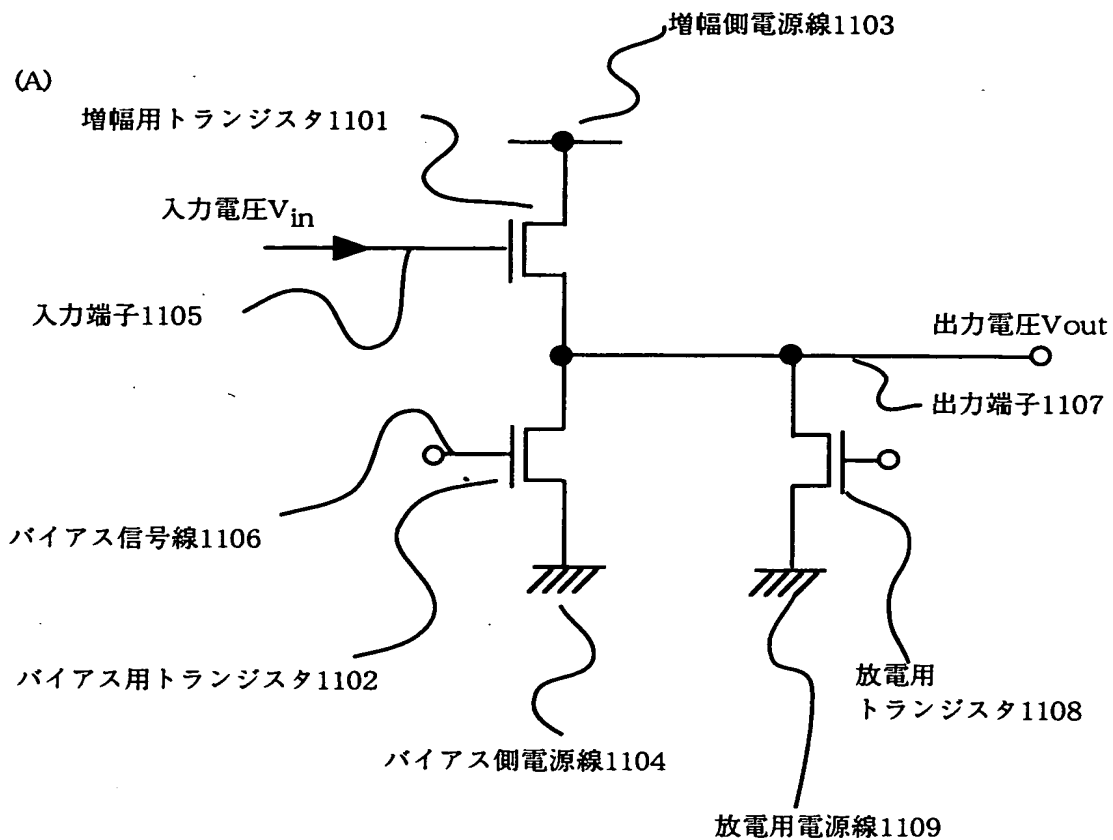 増幅側電源線1103
(A)
増幅用トランジスタ1101
入力電圧Vin
入力端子1105
出力電圧Vout
出力端子1107
バイアス信号線1106
バイアス用トランジスタ1102
放電用
トランジスタ1108
バイアス側電源線1104
放電用電源線1109